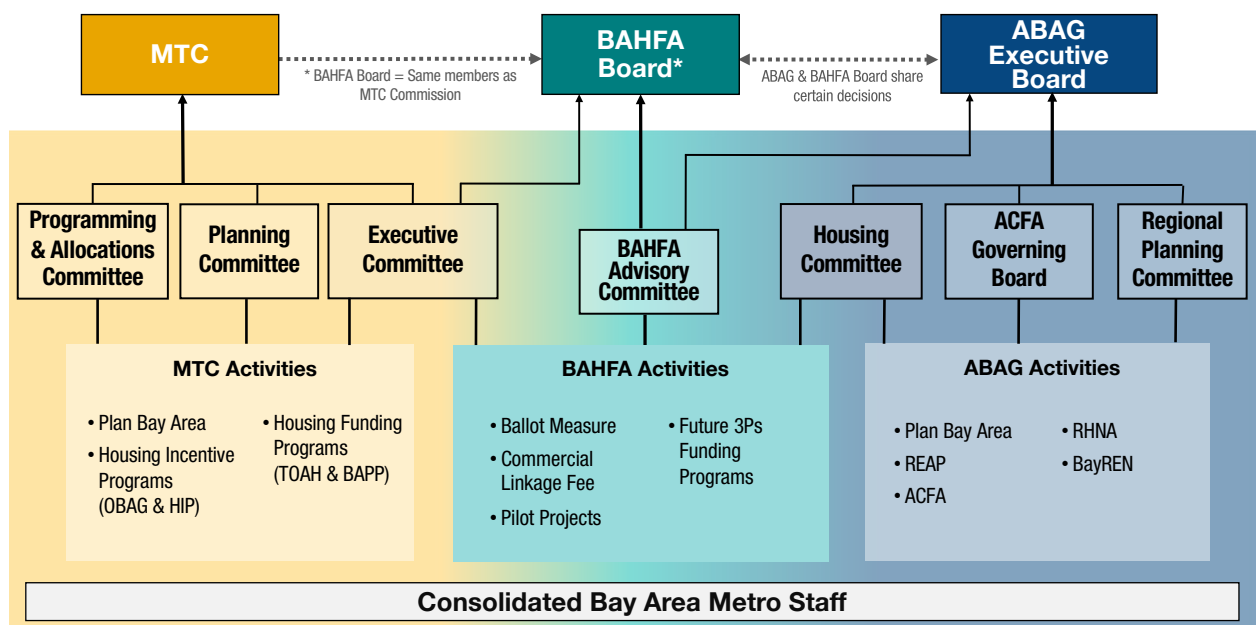 MTC
BAHFA
Board*
ABAG
Executive
Board
* BAHFA Board = Same members as
MTC Commission
ABAG & BAHFA Board share
certain decisions
Programming
& Allocations
Committee
Planning
Committee
Executive
Committee
BAHFA
Advisory
Committee
Housing
Committee
ACFA
Governing
Board
Regional
Planning
Committee
MTC Activities
• Plan Bay Area
• Housing Incentive
Programs
(OBAG & HIP)
• Housing Funding
Programs
(TOAH & BAPP)
BAHFA Activities
• Ballot Measure
• Commercial
Linkage Fee
• Pilot Projects
• Future 3Ps
Funding
Programs
ABAG Activities
• Plan Bay Area
• REAP
• ACFA
• RHNA
• BayREN
Consolidated Bay Area Metro Staff